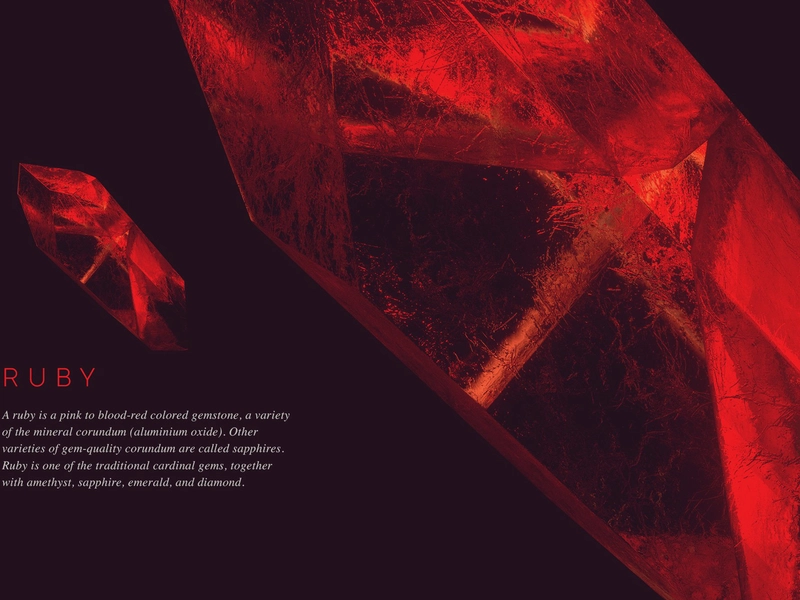 RUBY
A ruby is a pink to blood-red colored gemstone, a variety
of the mineral corundum (aluminium oxide). Other
varieties of gem-quality corundum are called sapphires.
Ruby is one of the traditional cardinal gems, together
with amethyst, sapphire, emerald, and diamond.